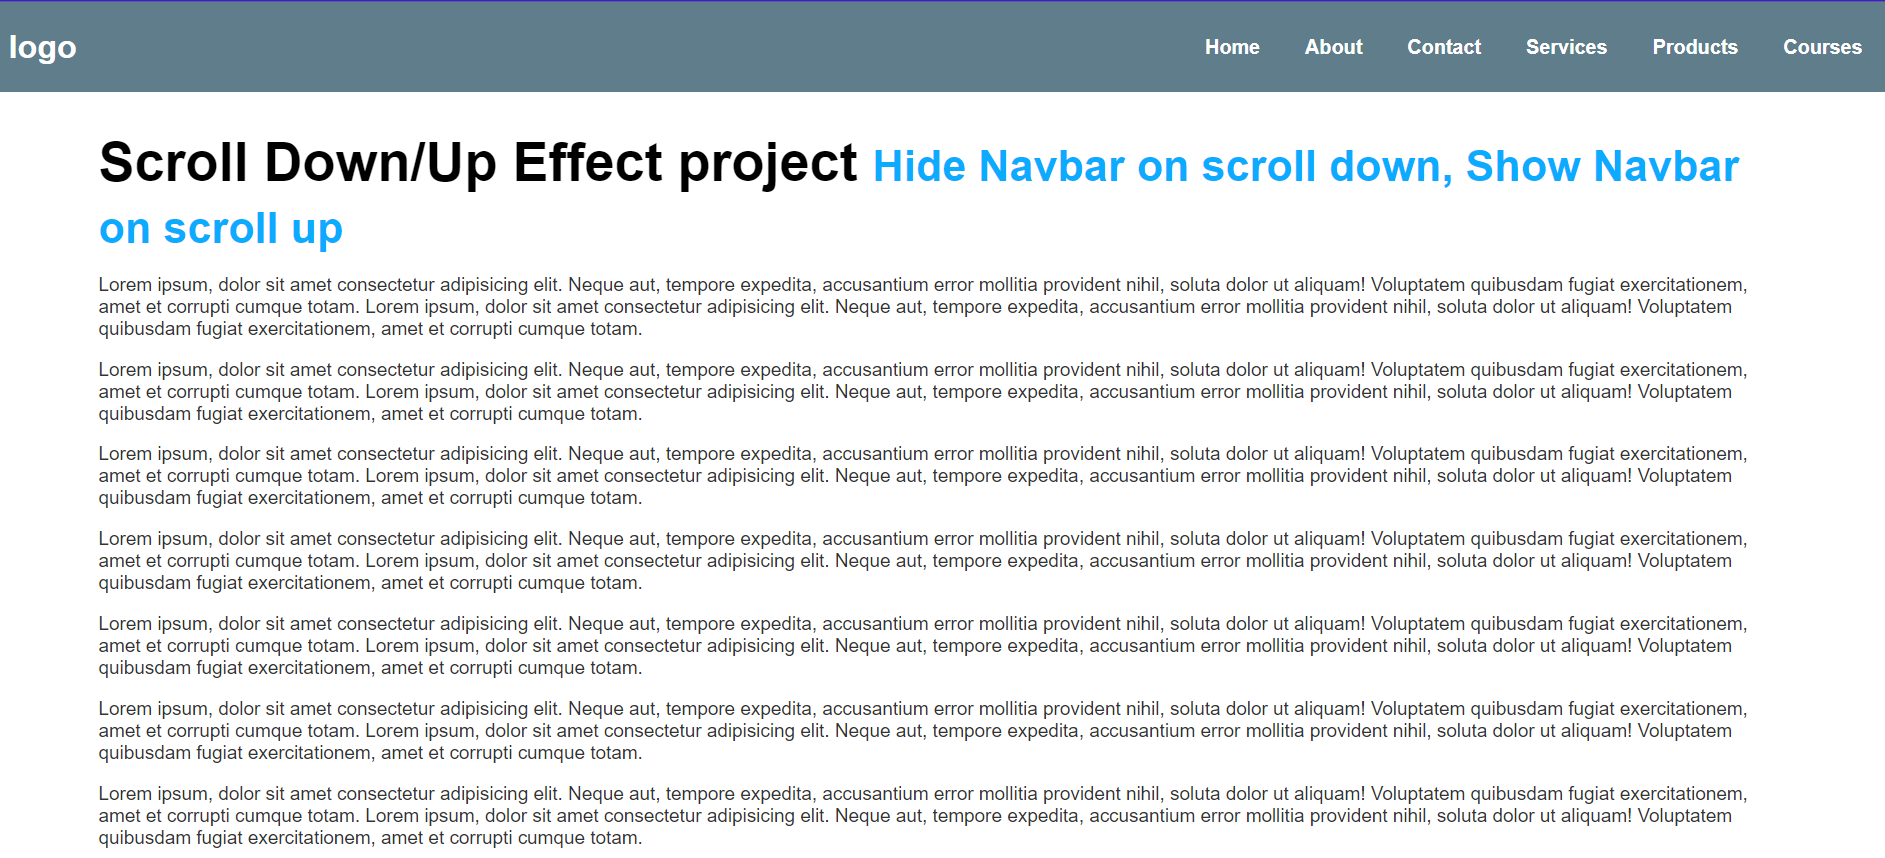 logo
Home About Contact Services Products Courses
Scroll Down/Up Effect project Hide Navbar on scroll down, Show Navbar
on scroll up
Lorem ipsum, dolor sit amet consectetur adipisicing elit. Neque aut, tempore expedita, accusantium error mollitia provident nihil, soluta dolor ut aliquam! Voluptatem quibusdam fugiat exercitationem,
amet et corrupti cumque totam. Lorem ipsum, dolor sit amet consectetur adipisicing elit. Neque aut, tempore expedita, accusantium error mollitia provident nihil, soluta dolor ut aliquam! Voluptatem
quibusdam fugiat exercitationem, amet et corrupti cumque totam.
Lorem ipsum, dolor sit amet consectetur adipisicing elit. Neque aut, tempore expedita, accusantium error mollitia provident nihil, soluta dolor ut aliquam! Voluptatem quibusdam fugiat exercitationem,
amet et corrupti cumque totam. Lorem ipsum, dolor sit amet consectetur adipisicing elit. Neque aut, tempore expedita, accusantium error mollitia provident nihil, soluta dolor ut aliquam! Voluptatem
quibusdam fugiat exercitationem, amet et corrupti cumque totam.
Lorem ipsum, dolor sit amet consectetur adipisicing elit. Neque aut, tempore expedita, accusantium error mollitia provident nihil, soluta dolor ut aliquam! Voluptatem quibusdam fugiat exercitationem,
amet et corrupti cumque totam. Lorem ipsum, dolor sit amet consectetur adipisicing elit. Neque aut, tempore expedita, accusantium error mollitia provident nihil, soluta dolor ut aliquam! Voluptatem
quibusdam fugiat exercitationem, amet et corrupti cumque totam.
Lorem ipsum, dolor sit amet consectetur adipisicing elit. Neque aut, tempore expedita, accusantium error mollitia provident nihil, soluta dolor ut aliquam! Voluptatem quibusdam fugiat exercitationem,
amet et corrupti cumque totam. Lorem ipsum, dolor sit amet consectetur adipisicing elit. Neque aut, tempore expedita, accusantium error mollitia provident nihil, soluta dolor ut aliquam! Voluptatem
quibusdam fugiat exercitationem, amet et corrupti cumque totam.
Lorem ipsum, dolor sit amet consectetur adipisicing elit. Neque aut, tempore expedita, accusantium error mollitia provident nihil, soluta dolor ut aliquam! Voluptatem quibusdam fugiat exercitationem,
amet et corrupti cumque totam. Lorem ipsum, dolor sit amet consectetur adipisicing elit. Neque aut, tempore expedita, accusantium error mollitia provident nihil, soluta dolor ut aliquam! Voluptatem
quibusdam fugiat exercitationem, amet et corrupti cumque totam.
Lorem ipsum, dolor sit amet consectetur adipisicing elit. Neque aut, tempore expedita, accusantium error mollitia provident nihil, soluta dolor ut aliquam! Voluptatem quibusdam fugiat exercitationem,
amet et corrupti cumque totam. Lorem ipsum, dolor sit amet consectetur adipisicing elit. Neque aut, tempore expedita, accusantium error mollitia provident nihil, soluta dolor ut aliquam! Voluptatem
quibusdam fugiat exercitationem, amet et corrupti cumque totam.
Lorem ipsum, dolor sit amet consectetur adipisicing elit. Neque aut, tempore expedita, accusantium error mollitia provident nihil, soluta dolor ut aliquam! Voluptatem quibusdam fugiat exercitationem,
amet et corrupti cumque totam. Lorem ipsum, dolor sit amet consectetur adipisicing elit. Neque aut, tempore expedita, accusantium error mollitia provident nihil, soluta dolor ut aliquam! Voluptatem
quibusdam fugiat exercitationem, amet et corrupti cumque totam.